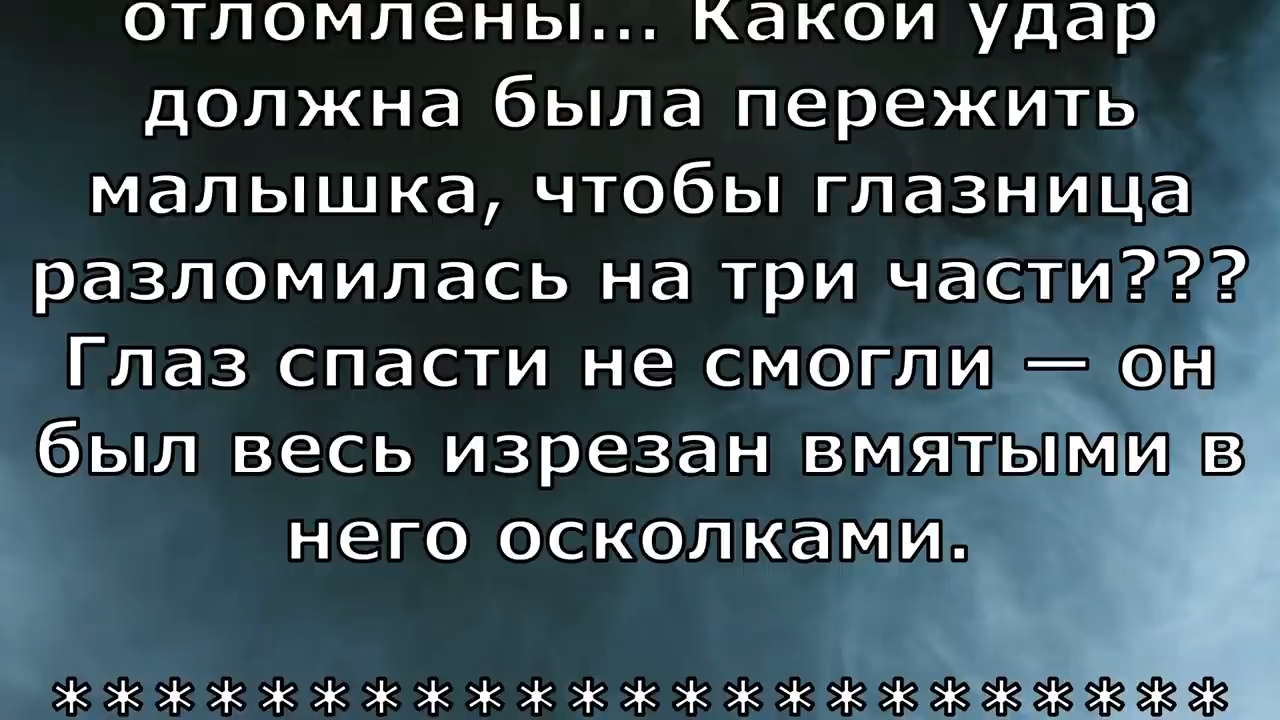 отломлены... Какой удар
должна была пережить
малышка, чтобы глазница
разломилась на три части???
Глаз спасти не смогли — он
был весь изрезан вмятыми в
него осколками.
***********************